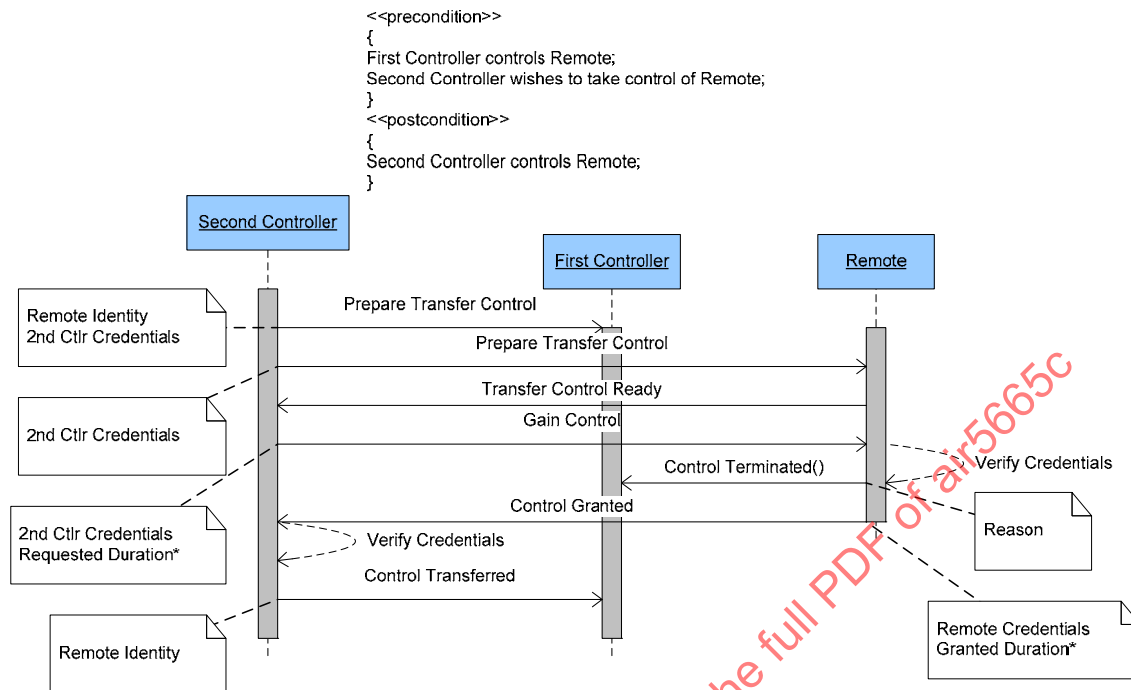 <<precondition>>
{
First Controller controls Remote;
Second Controller wishes to take control of Remote;
}
<<postcondition>>
{
Second Controller controls Remote;
}
Second Controller
First Controller
Remote
Remote Identity
2nd Ctlr Credentials
Prepare Transfer Control
Prepare Transfer Control
Transfer Control Ready
2nd Ctlr Credentials
Gain Control
Verify Credentials
Control Terminated()
Control Granted
2nd Ctlr Credentials
Requested Duration*
Verify Credentials
Reason
Control Transferred
Remote Identity
Remote Credentials
Granted Duration*
he full PDF of air5665c